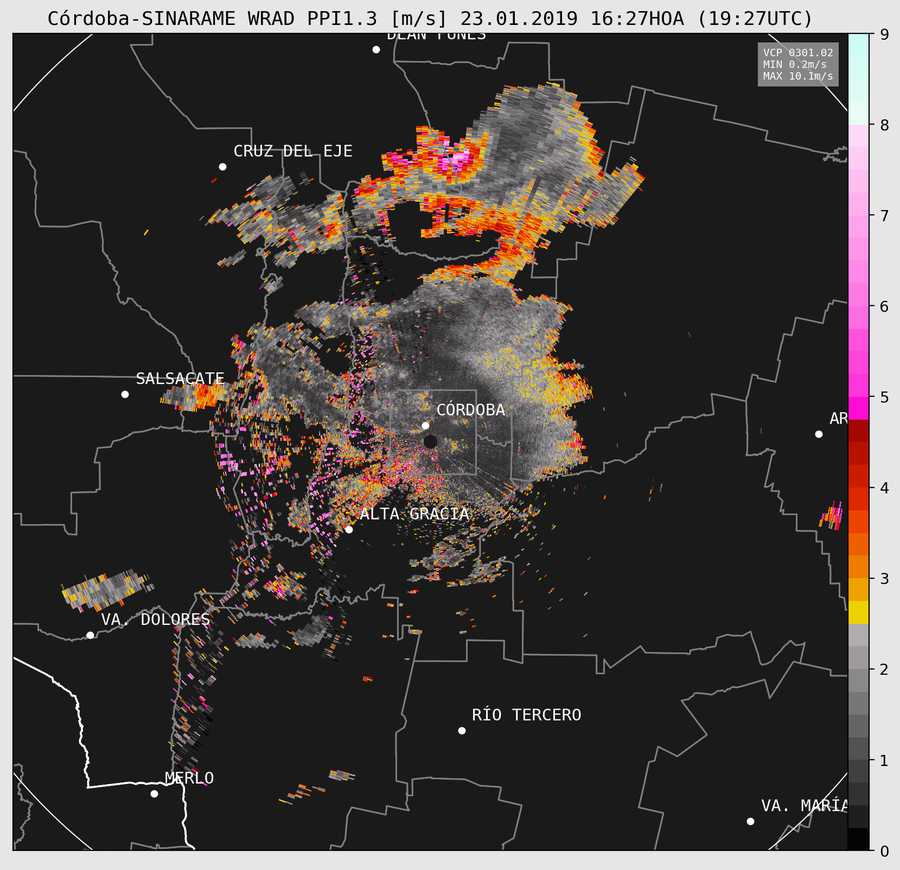 Córdoba-SINARAME WRAD PPI1.3 [m/s] 23.01.2019 16:27HOA (19:27UTC)
DEAN FUNES
VCP 0301.02
MIN 0.2m/s
MAX 10.1m/s
CRUZ DEL EJE
SALSACATE
CÓRDOBA
AR
ALTA GRACIA
VA. DOLORES
RÍO TERCERO
MERLO
VA. MARÍA
9
8
7
6
5
4
3
2
1
0